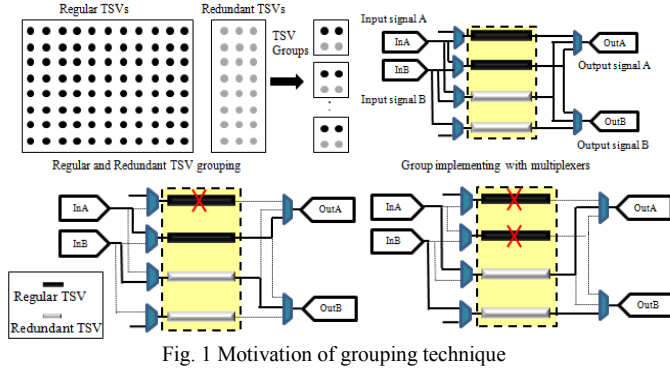 Regular TSVs
Redundant TSVs
TSV
Groups
Regular and Redundant TSV grouping
Input signal A
InA
InB
Input signal B
OutA
Output signal A
OutB
Output signal B
Group implementing with multiplexers
InA
InB
OutA
OutB
Regular TSV
Redundant TSV
InA
InB
OutA
OutB
Fig. 1 Motivation of grouping technique